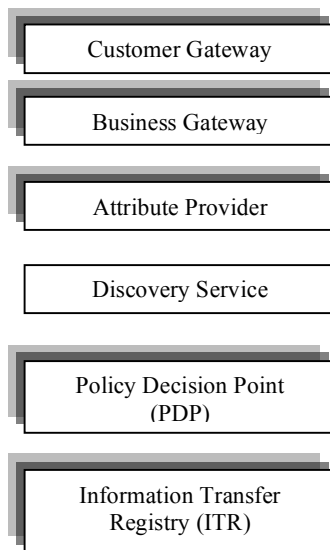 Customer Gateway
Business Gateway
Attribute Provider
Discovery Service
Policy Decision Point
(PDP)
Information Transfer
Registry (ITR)